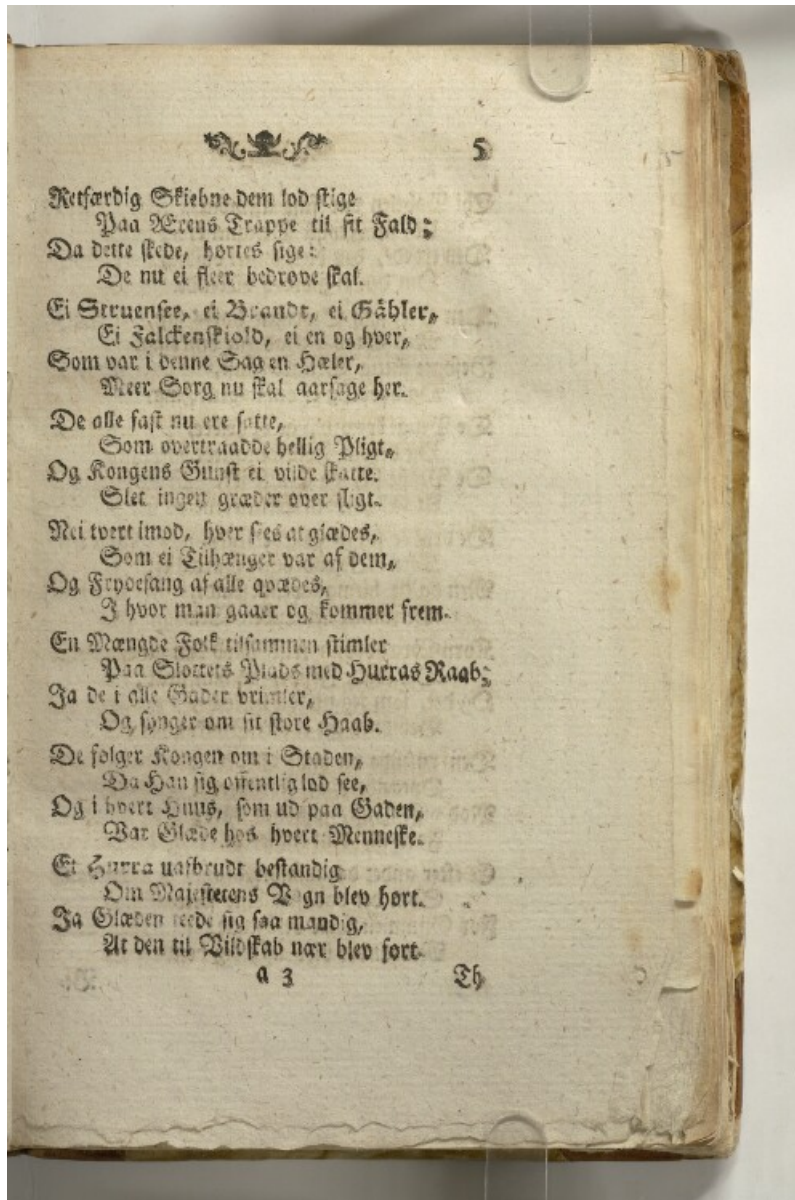 5
Retfærdig Skiebne dem lod stige
Paa Ærens Trappe til sit Fald;
Da dette skede, hørtes sige:
De nu ei fleer bedrøve skal.
Ei Struensee, ei Brandt, ei Gähler,
Ei Falckenskiold, ei en og hver,
Som var i denne Sag en Hæler,
Meer Sorg nu skal aarsage her.
De alle fast nu ere satte,
Som overtraadde hellig Pligt,
Og Kongens Gunst ei vilde skatte.
Slet ingen græder over sligt.
Nei tvert imod, hver sees at glædes,
Som ei Tilhænger var af dem,
Og Frydesang af alle qvædes,
I hvor man gaaer og kommer frem.
En Mængde Folk tilsammen stimler
Paa Slottets Plads med Hurras Raab;
Ja de i alle Gader vrimler,
Og synger om sit store Haab.
De følger Kongen om i Staden,
Da Han sig offentlig lod see,
Og i hvert Huus, som ud paa Gaden,
Var Glæde hos hvert Menneske.
Et Hurra uafbrudt bestandig
Om Majestetens Vogn blev hørt.
Ja Glæden teede sig saa mandig,
At den til Vildskab nær blev ført.
a 3 Th